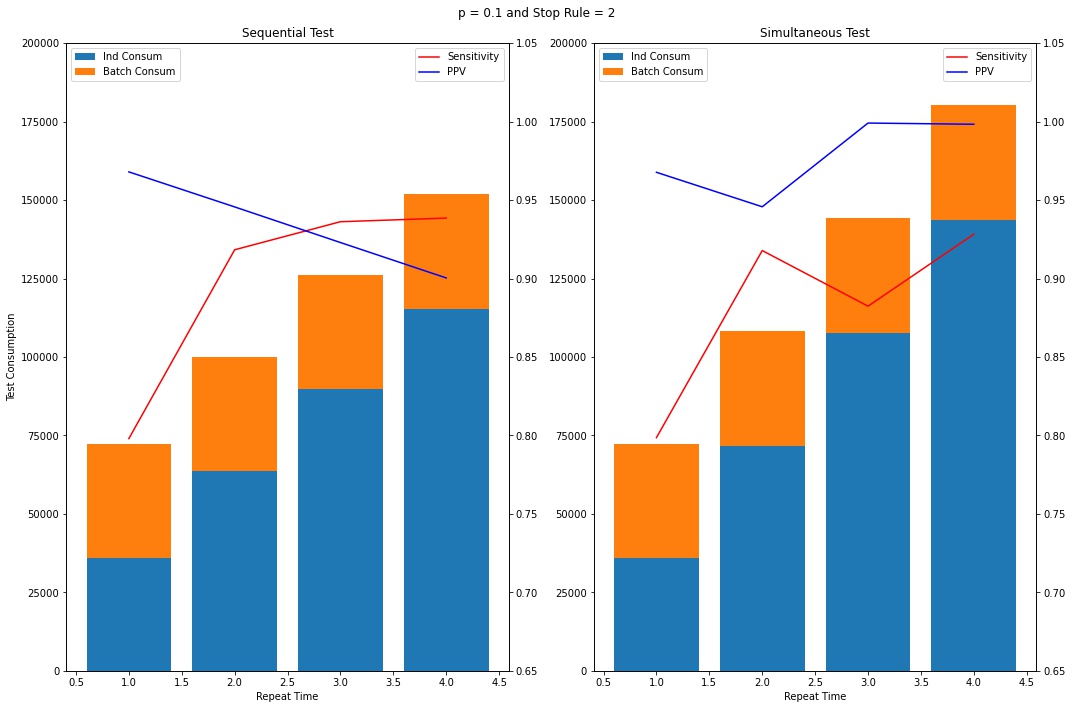 p = 0.1 and Stop Rule = 2
Sequential Test
Ind Consum
Batch Consum
Sensitivity
PPV
200000
175000
150000
125000
100000
75000
50000
25000
0
Test Consumption
1.05
1.00
0.95
0.90
0.85
0.80
0.75
0.70
0.65
0.5 1.0 1.5 2.0 2.5 3.0 3.5 4.0 4.5
Repeat Time
Simultaneous Test
Ind Consum
Batch Consum
Sensitivity
PPV
200000
175000
150000
125000
100000
75000
50000
25000
0
1.05
1.00
0.95
0.90
0.85
0.80
0.75
0.70
0.65
0.5 1.0 1.5 2.0 2.5 3.0 3.5 4.0 4.5
Repeat Time